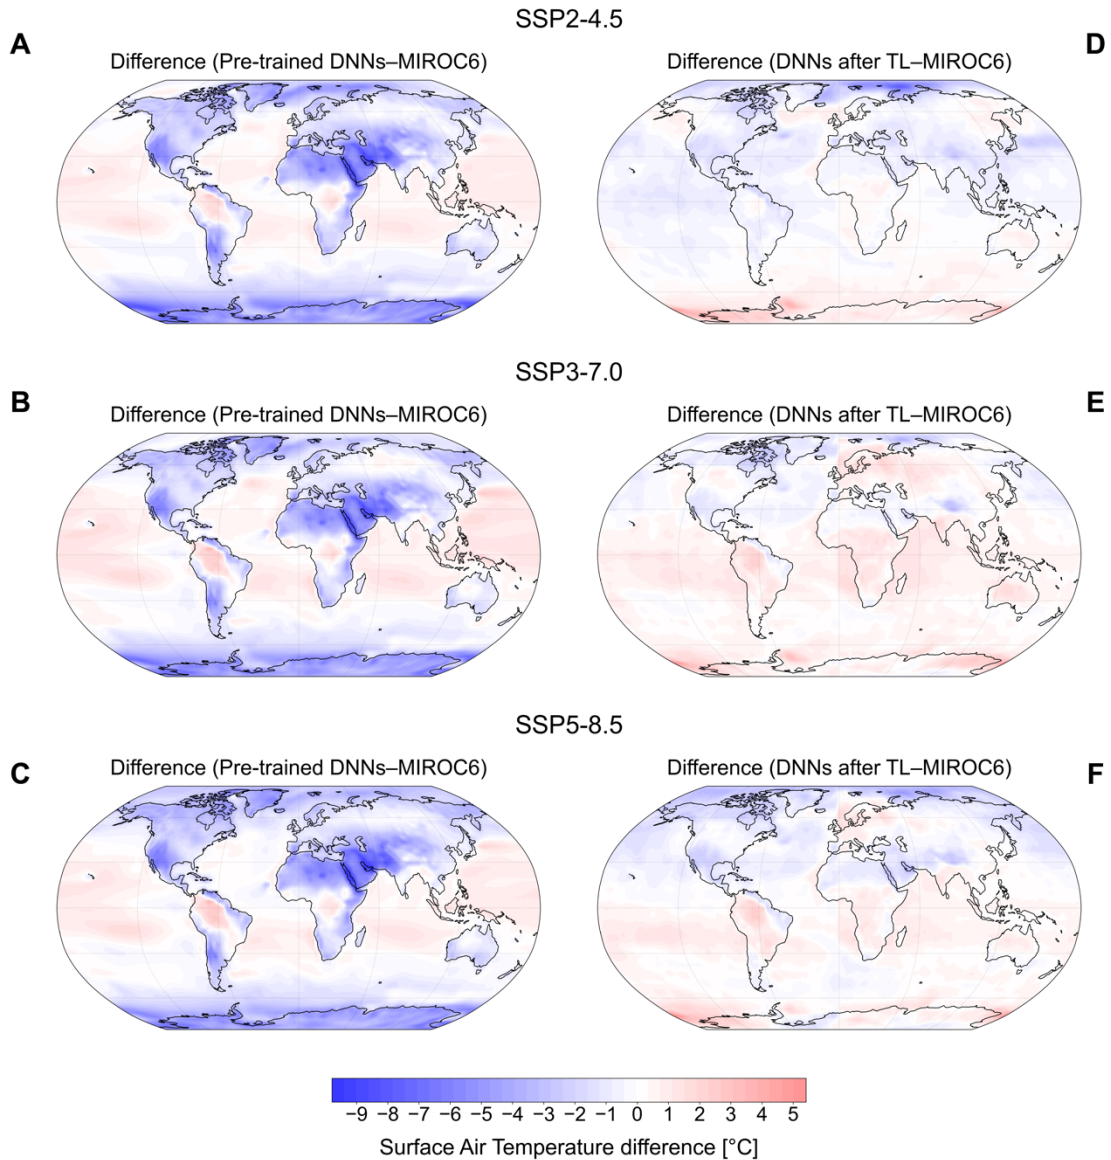 SSP2-4.5
A
D
Difference (Pre-trained DNNs–MIROC6)
Difference (DNNs after TL–MIROC6)
SSP3-7.0
B
E
Difference (Pre-trained DNNs–MIROC6)
Difference (DNNs after TL–MIROC6)
SSP5-8.5
C
F
Difference (Pre-trained DNNs–MIROC6)
Difference (DNNs after TL–MIROC6)
−9 −8 −7 −6 −5 −4 −3 −2 −1 0 1 2 3 4 5
Surface Air Temperature difference [°C]